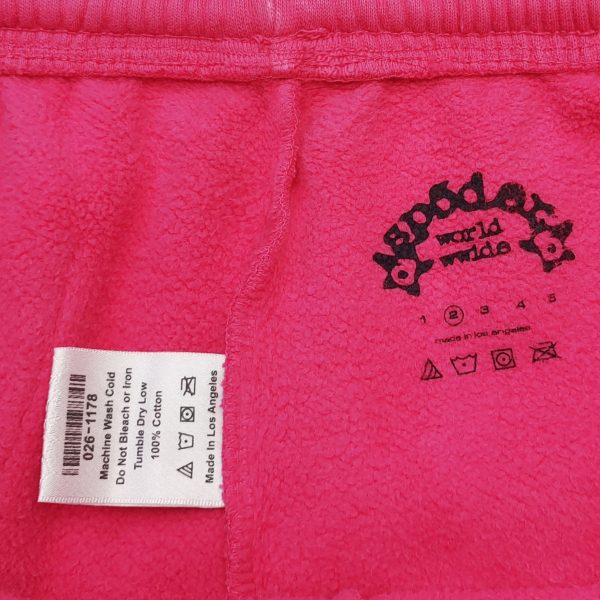 spöder
world
wwide
1 2 3 4 5
made in los angeles
026-1178
Machine Wash Cold
Do Not Bleach or Iron
Tumble Dry Low
100% Cotton
Made In Los Angeles